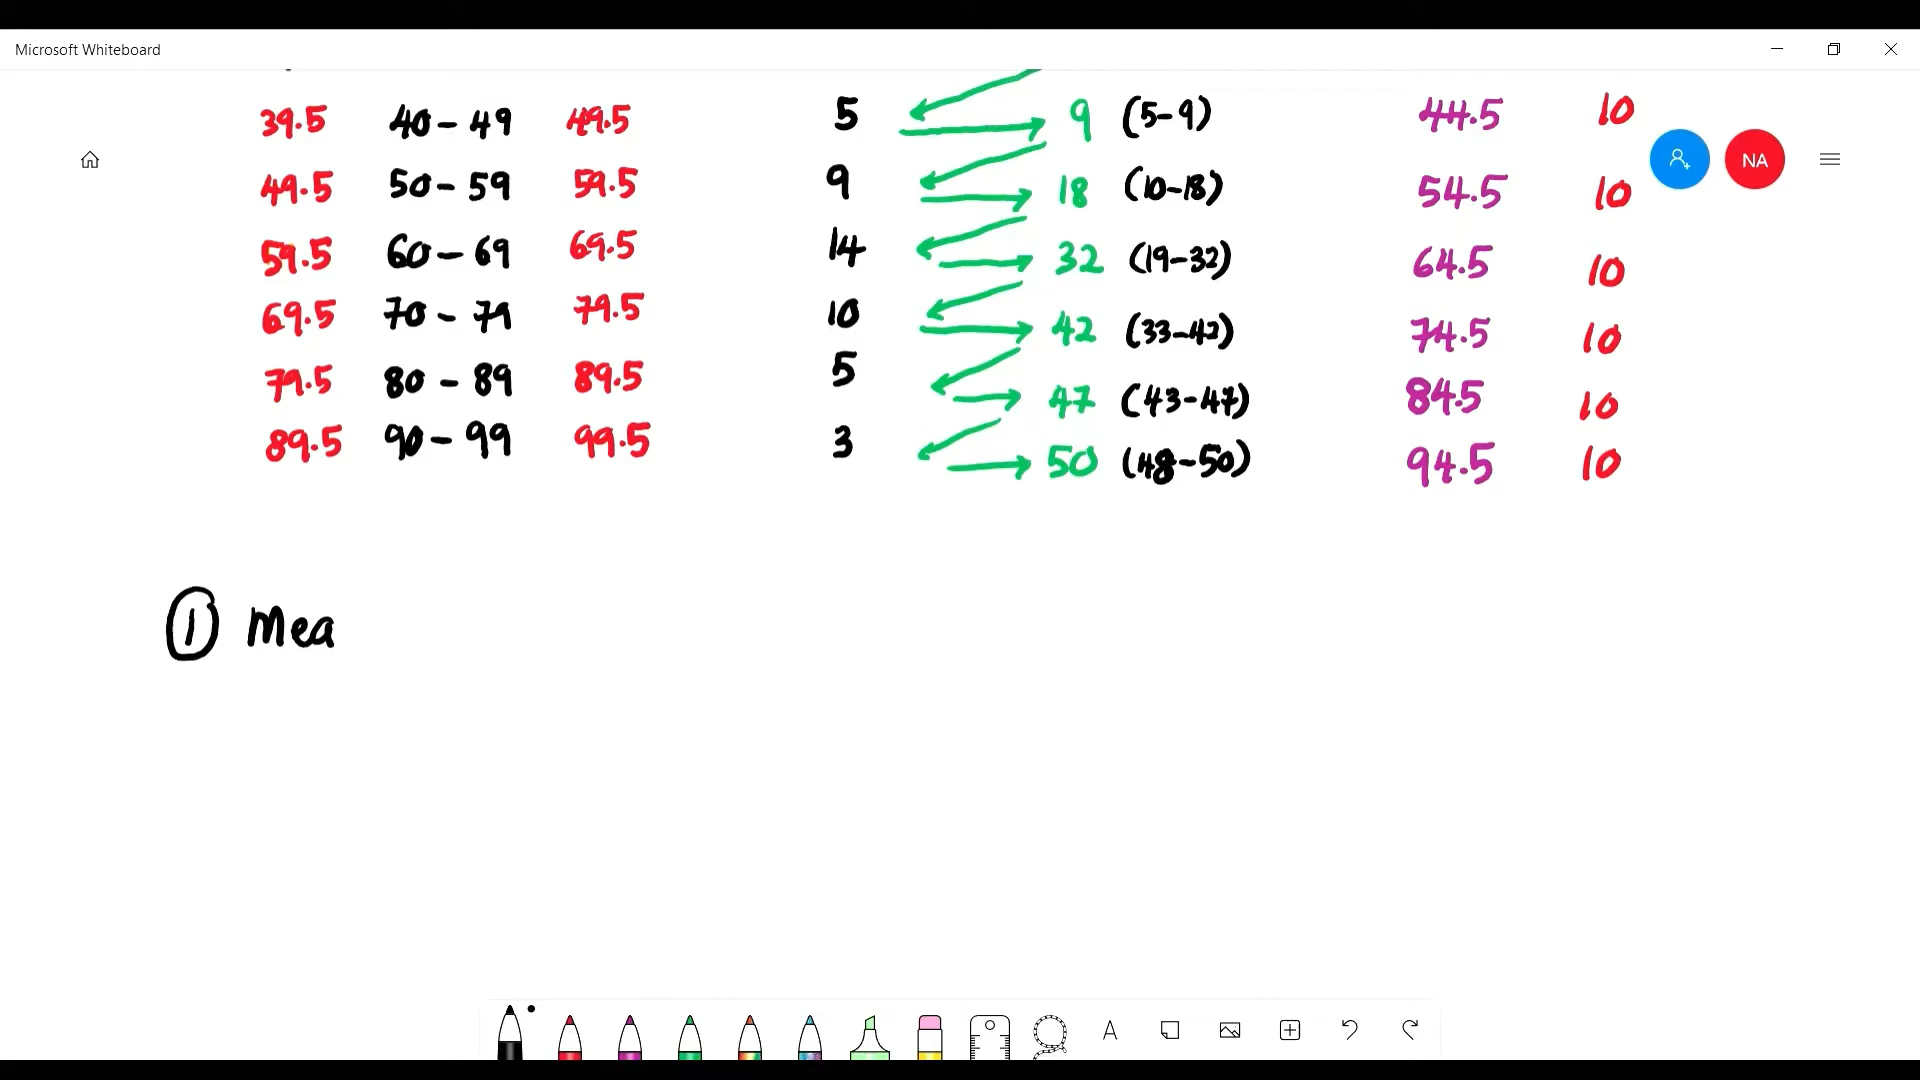 Microsoft Whiteboard
39.5 40-49 49.5 5 9 (5-9) 44.5 10
49.5 50-59 59.5 9 18 (10-18) 54.5 10
59.5 60-69 69.5 14 32 (19-32) 64.5 10
69.5 70-79 79.5 10 42 (33-42) 74.5 10
79.5 80-89 89.5 5 47 (43-47) 84.5 10
89.5 90-99 99.5 3 50 (48-50) 94.5 10
NA
① Mea
A